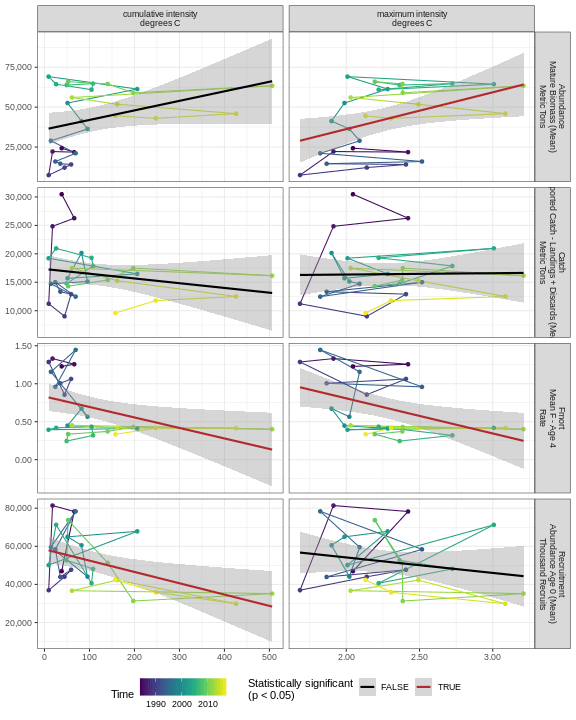 cumulative intensity
degrees C
maximum intensity
degrees C
75,000
50,000
25,000
Abundance
Mature Biomass (Mean)
Metric Tons
30,000
25,000
20,000
15,000
10,000
Catch
Catch - Landings + Discards
Metric Tons
1.50
1.00
0.50
0.00
Fmort
Mean F - Age 4
Rate
80,000
60,000
40,000
20,000
Recruitment
Abundance Age 0 (Mean)
Thousand Recruits
0 100 200 300 400 500
2.00 2.50 3.00
Time
1990 2000 2010
Statistically significant
(p < 0.05)
FALSE
TRUE